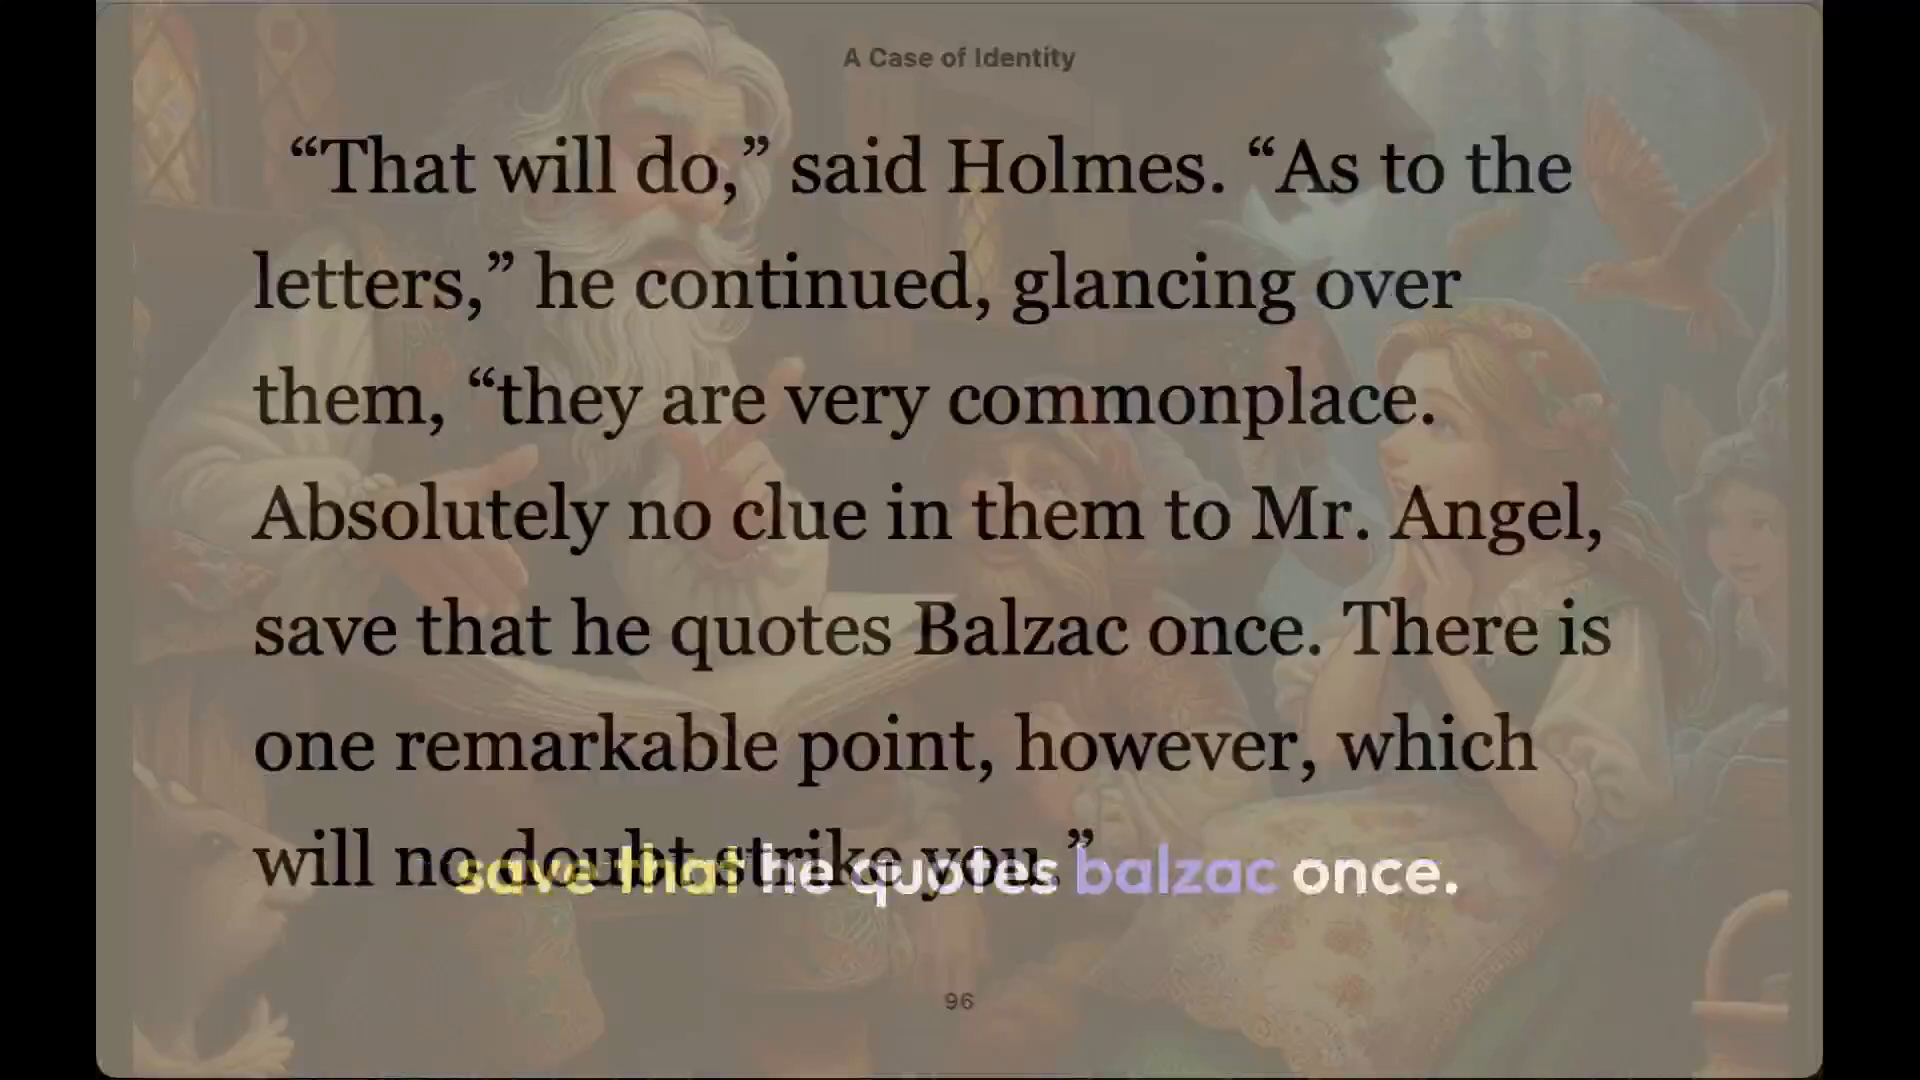 A Case of Identity
“That will do,” said Holmes. “As to the
letters,” he continued, glancing over
them, “they are very commonplace.
Absolutely no clue in them to Mr. Angel,
save that he quotes Balzac once. There is
one remarkable point, however, which
will no doubt strike you.”
save that he quotes balzac once.
96